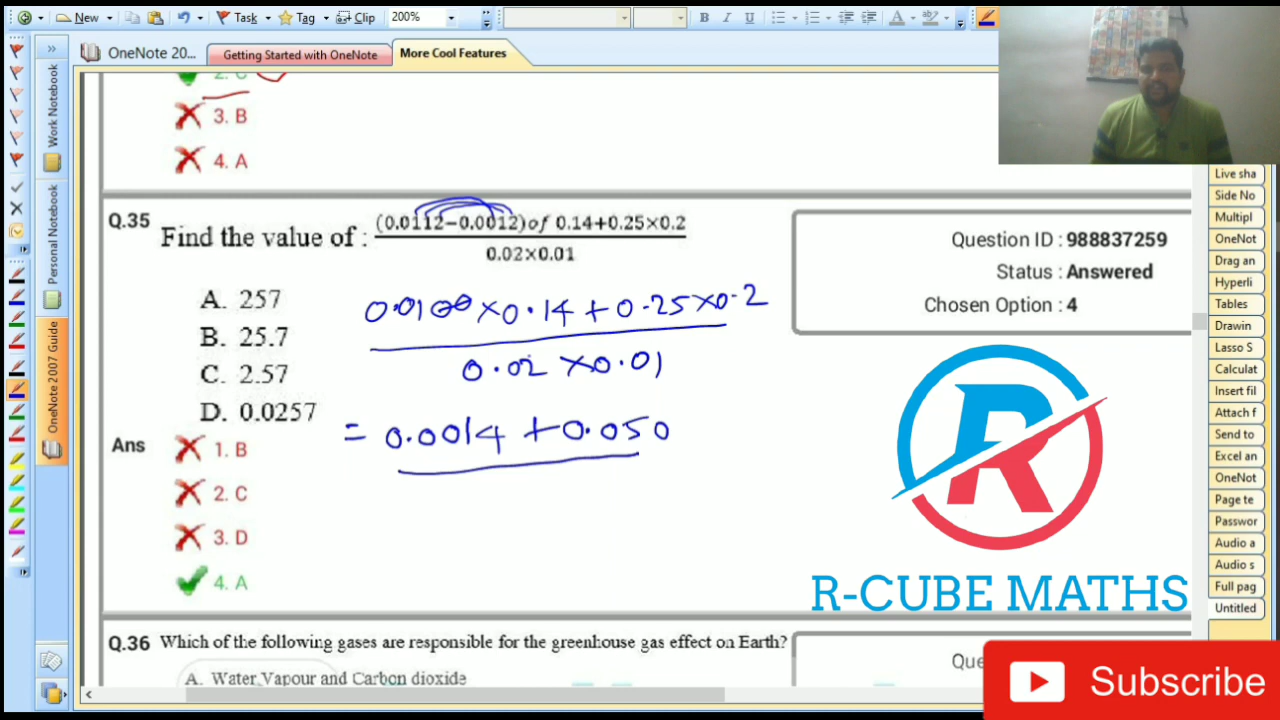 New Task Tag Clip 200% B I U A ab
OneNote 20... Getting Started with OneNote More Cool Features
Work Notebook
Personal Notebook
OneNote 2007 Guide
3. B
4. A
Q.35 Find the value of : (0.0112−0.0012)of 0.14+0.25×0.2
0.02×0.01
A. 257
B. 25.7
C. 2.57
D. 0.0257
Ans
1. B
2. C
3. D
4. A
0.0100 × 0.14 + 0.25 × 0.2
0.02 × 0.01
= 0.0014 + 0.050
Question ID : 988837259
Status : Answered
Chosen Option : 4
R
R-CUBE MATHS
Q.36 Which of the following gases are responsible for the greenhouse gas effect on Earth?
A. Water Vapour and Carbon dioxide
Que
Subscribe
Live sha
Side No
Multipl
OneNot
Drag an
Hyperli
Tables
Drawin
Lasso S
Calculat
Insert fil
Attach f
Send to
Excel an
OneNot
Page te
Passwor
Audio a
Audio s
Full pag
Untitled